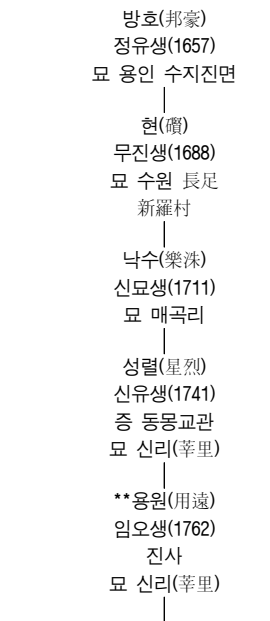 방호(邦豪)
정유생(1657)
묘 용인 수지진면
현(礥)
무진생(1688)
묘 수원 長足
新羅村
낙수(樂洙)
신묘생(1711)
묘 매곡리
성렬(星烈)
신유생(1741)
증 동몽교관
묘 신리(莘里)
**용원(用遠)
임오생(1762)
진사
묘 신리(莘里)